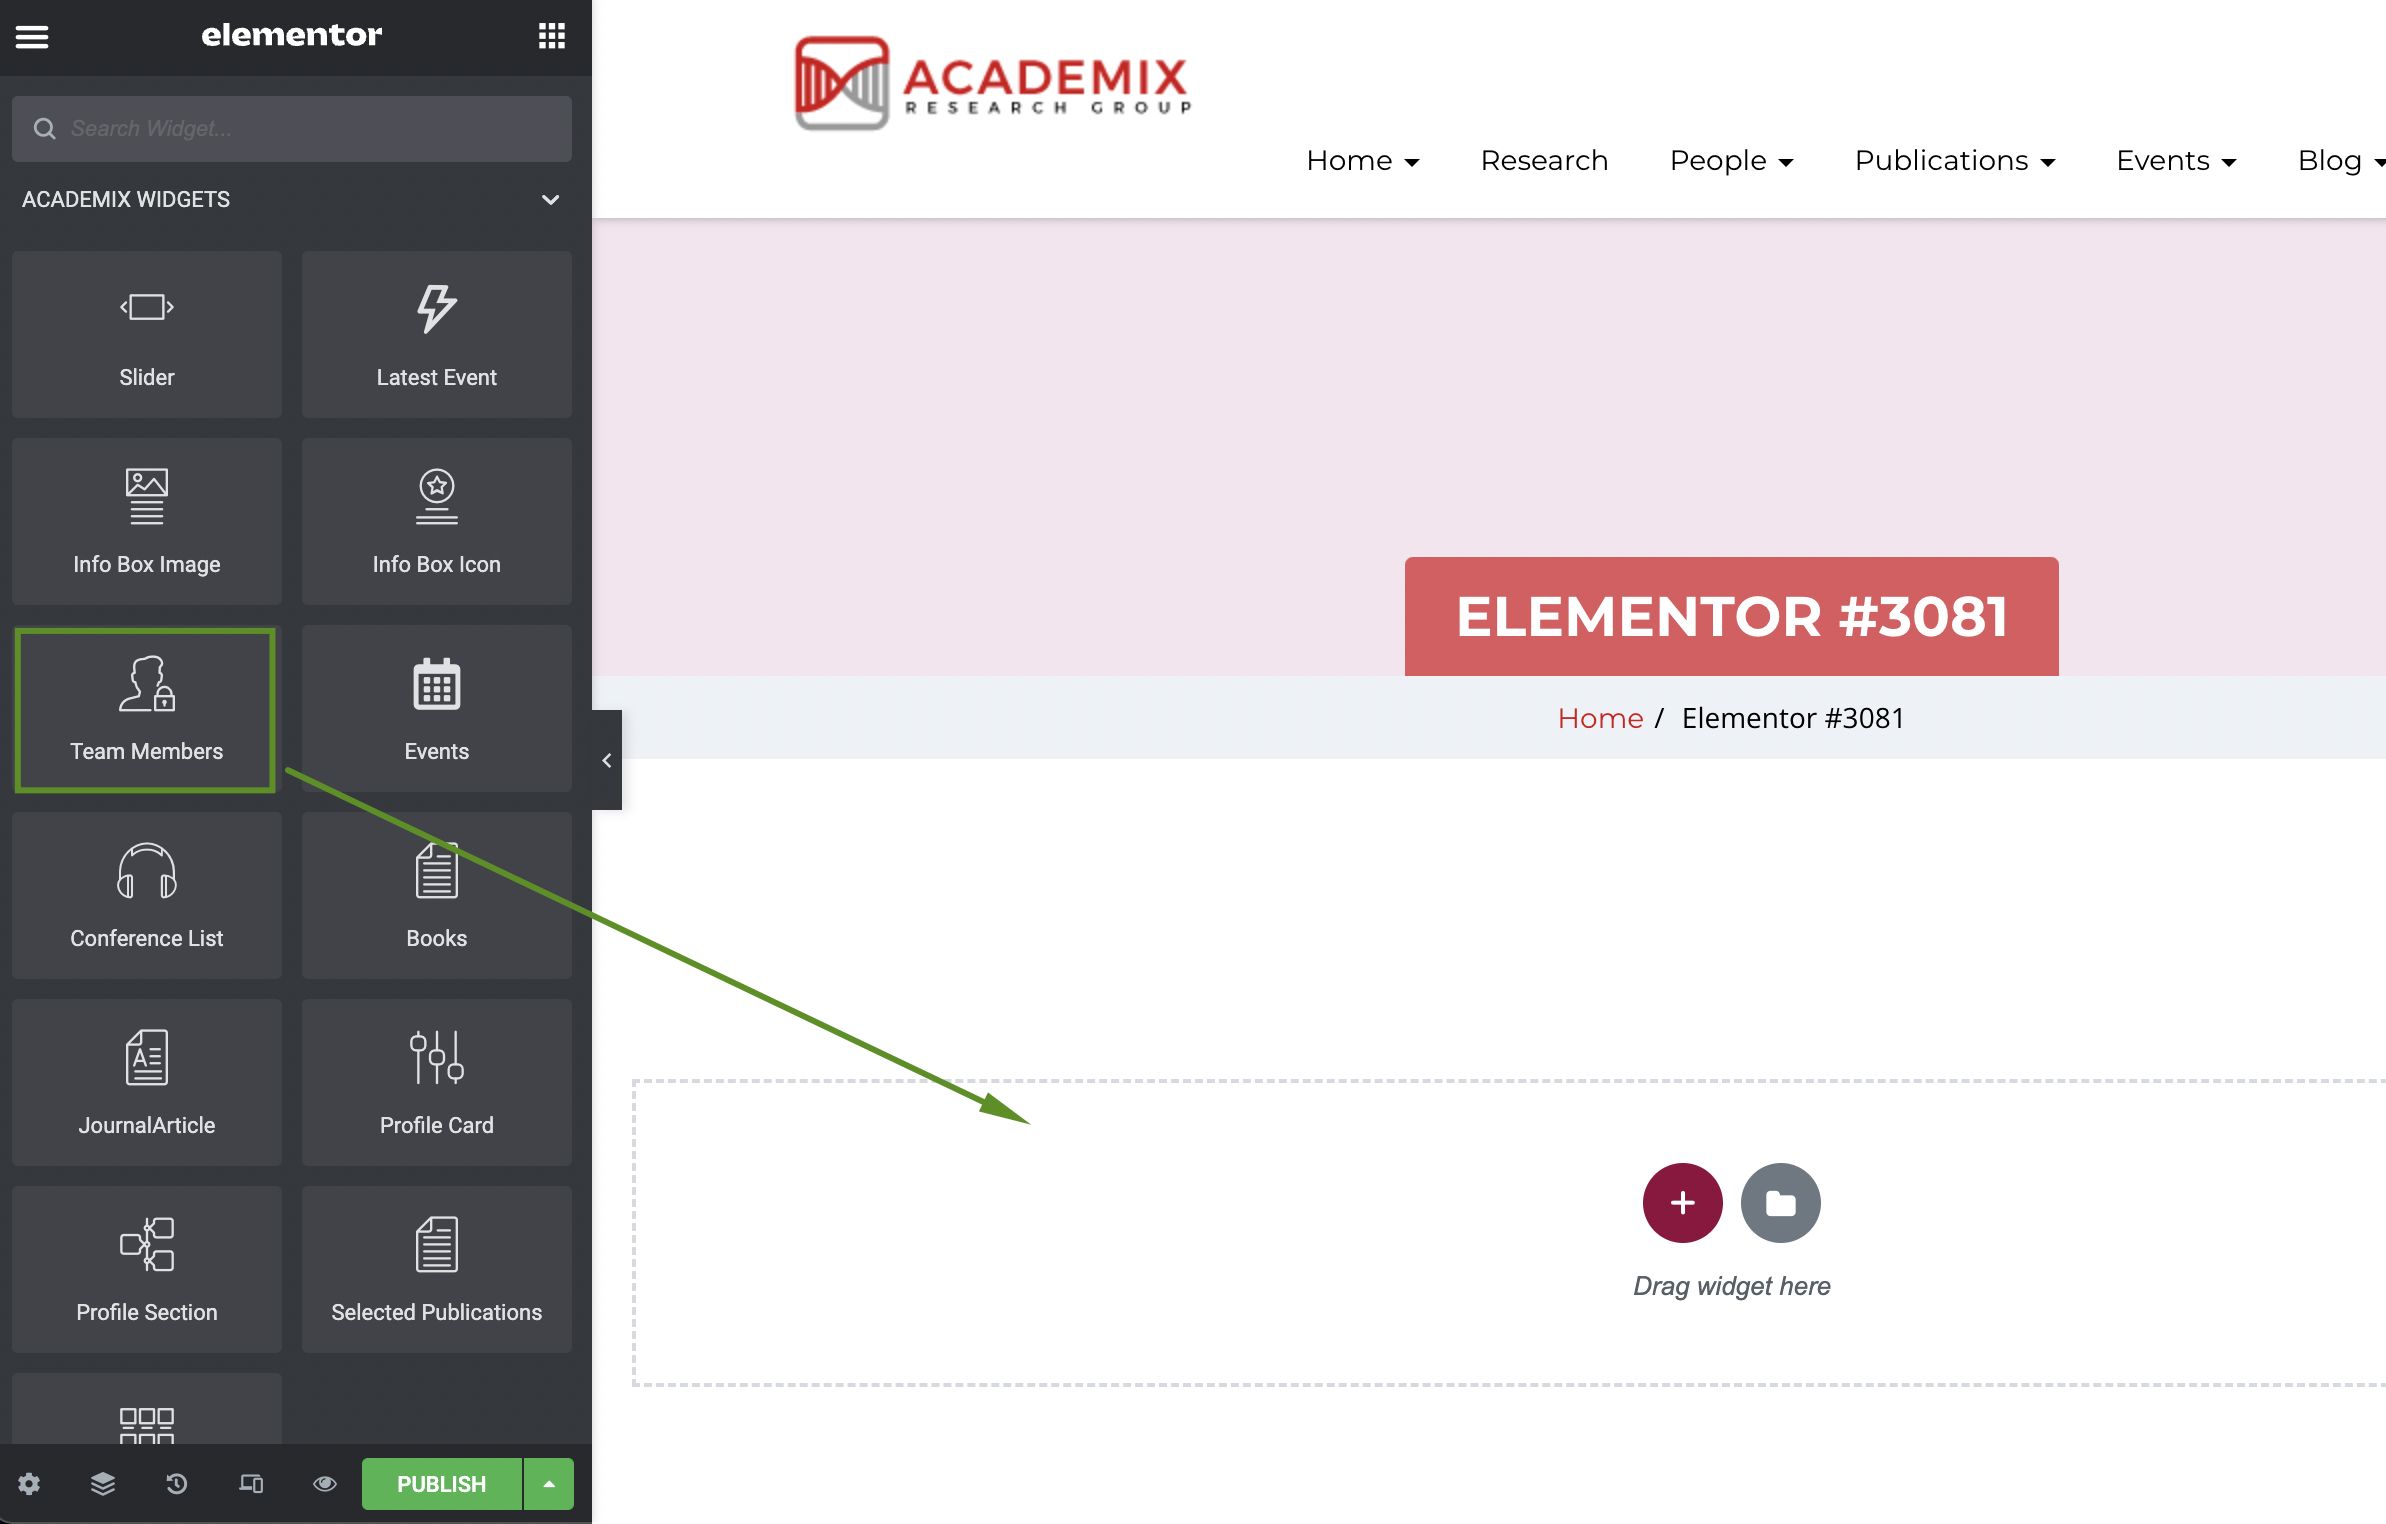 elementor
Search Widget...
ACADEMIX WIDGETS
Slider
Latest Event
Info Box Image
Info Box Icon
Team Members
Events
Conference List
Books
JournalArticle
Profile Card
Profile Section
Selected Publications
PUBLISH
ACADEMIX
RESEARCH GROUP
Home
Research
People
Publications
Events
Blog
ELEMENTOR #3081
Home / Elementor #3081
Drag widget here